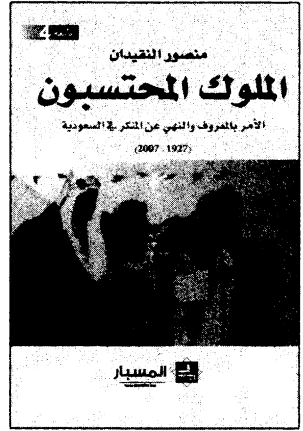 منصور النقيدان
الملوك المحتسبون
الأمر بالمعروف والنهي عن المنكر في السعودية
(1927 - 2007)
المسبار